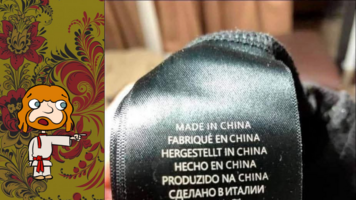 MADE IN CHINA
FABRIQUÉ EN CHINA
HERGESTELLT IN CHINA
HECHO EN CHINA
PRODUZIDO NA CHINA
СДЕЛАНО В ИТАЛИИ